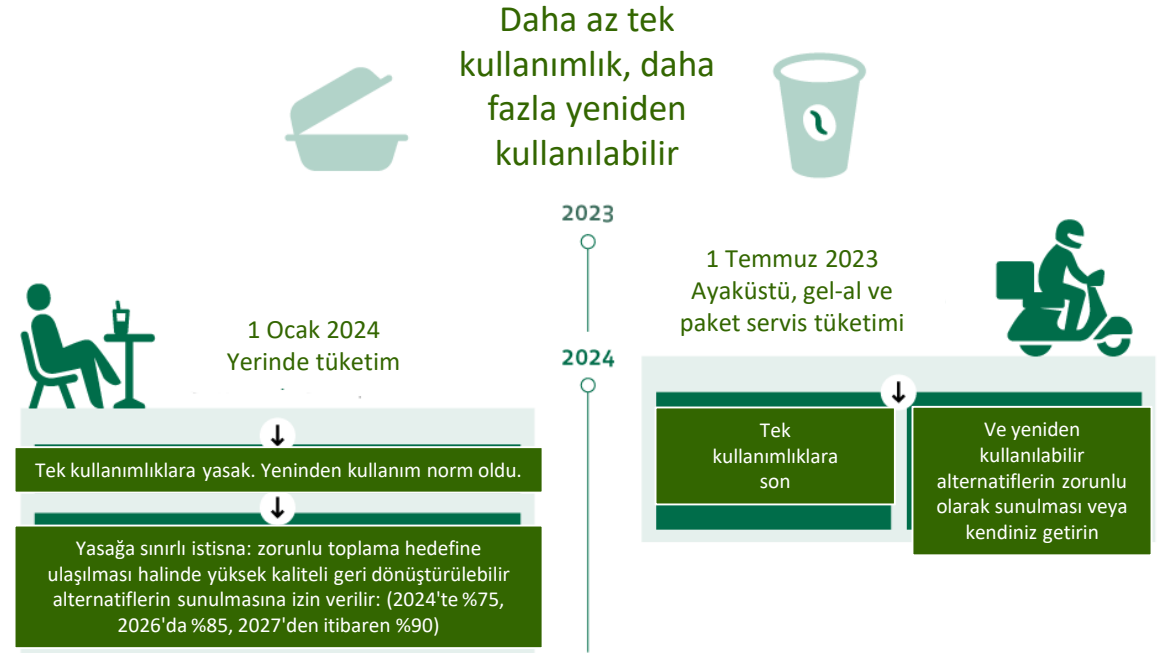 Daha az tek
kullanımlık, daha
fazla yeniden
kullanılabilir
2023
1 Temmuz 2023
Ayaküstü, gel-al ve
paket servis tüketimi
1 Ocak 2024
Yerinde tüketim
2024
Tek
kullanımlıklara
son
Ve yeniden
kullanılabilir
alternatiflerin zorunlu
olarak sunulması veya
kendiniz getirin
Tek kullanımlıklara yasak. Yeninden kullanım norm oldu.
Yasağa sınırlı istisna: zorunlu toplama hedefine
ulaşılması halinde yüksek kaliteli geri dönüştürülebilir
alternatiflerin sunulmasına izin verilir: (2024'te %75,
2026'da %85, 2027'den itibaren %90)